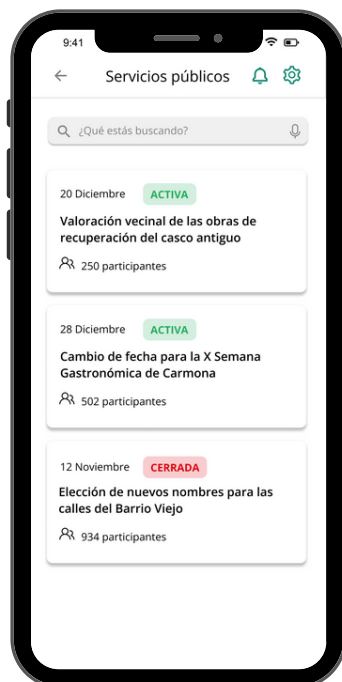 9:41
Servicios públicos
¿Qué estás buscando?
20 Diciembre ACTIVA
Valoración vecinal de las obras de
recuperación del casco antiguo
250 participantes
28 Diciembre ACTIVA
Cambio de fecha para la X Semana
Gastronómica de Carmona
502 participantes
12 Noviembre CERRADA
Elección de nuevos nombres para las
calles del Barrio Viejo
934 participantes